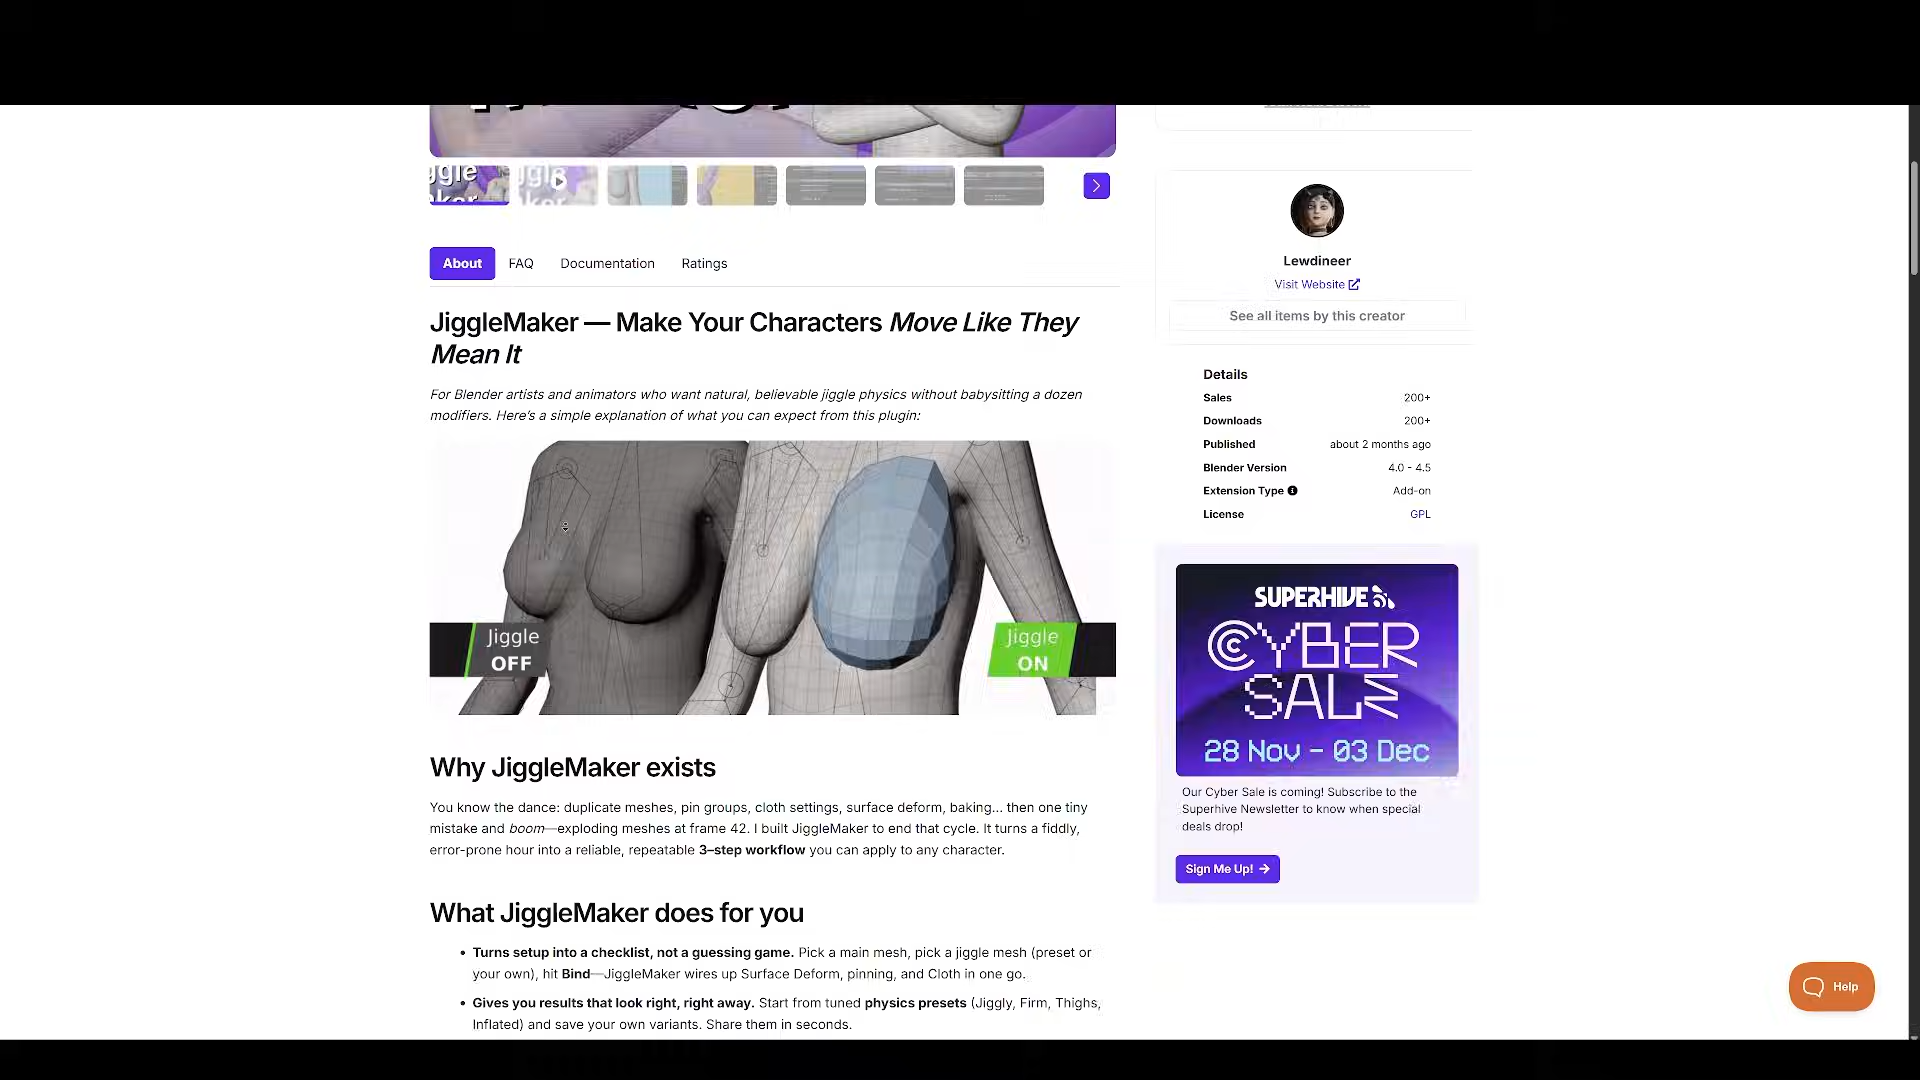 About
FAQ
Documentation
Ratings
JiggleMaker — Make Your Characters Move Like They
Mean It
For Blender artists and animators who want natural, believable jiggle physics without babysitting a dozen
modifiers. Here's a simple explanation of what you can expect from this plugin:
Jiggle
OFF
Jiggle
ON
Why JiggleMaker exists
You know the dance: duplicate meshes, pin groups, cloth settings, surface deform, baking… then one tiny
mistake and boom—exploding meshes at frame 42. I built JiggleMaker to end that cycle. It turns a fiddly,
error-prone hour into a reliable, repeatable 3–step workflow you can apply to any character.
What JiggleMaker does for you
• Turns setup into a checklist, not a guessing game. Pick a main mesh, pick a jiggle mesh (preset or
your own), hit Bind—JiggleMaker wires up Surface Deform, pinning, and Cloth in one go.
• Gives you results that look right, right away. Start from tuned physics presets (Jiggly, Firm, Thighs,
Inflated) and save your own variants. Share them in seconds.
Lewdineer
Visit Website
See all items by this creator
Details
Sales 200+
Downloads 200+
Published about 2 months ago
Blender Version 4.0 - 4.5
Extension Type Add-on
License GPL
SUPERHIVE
CYBER
SALE
28 Nov - 03 Dec
Our Cyber Sale is coming! Subscribe to the
Superhive Newsletter to know when special
deals drop!
Sign Me Up!
Help